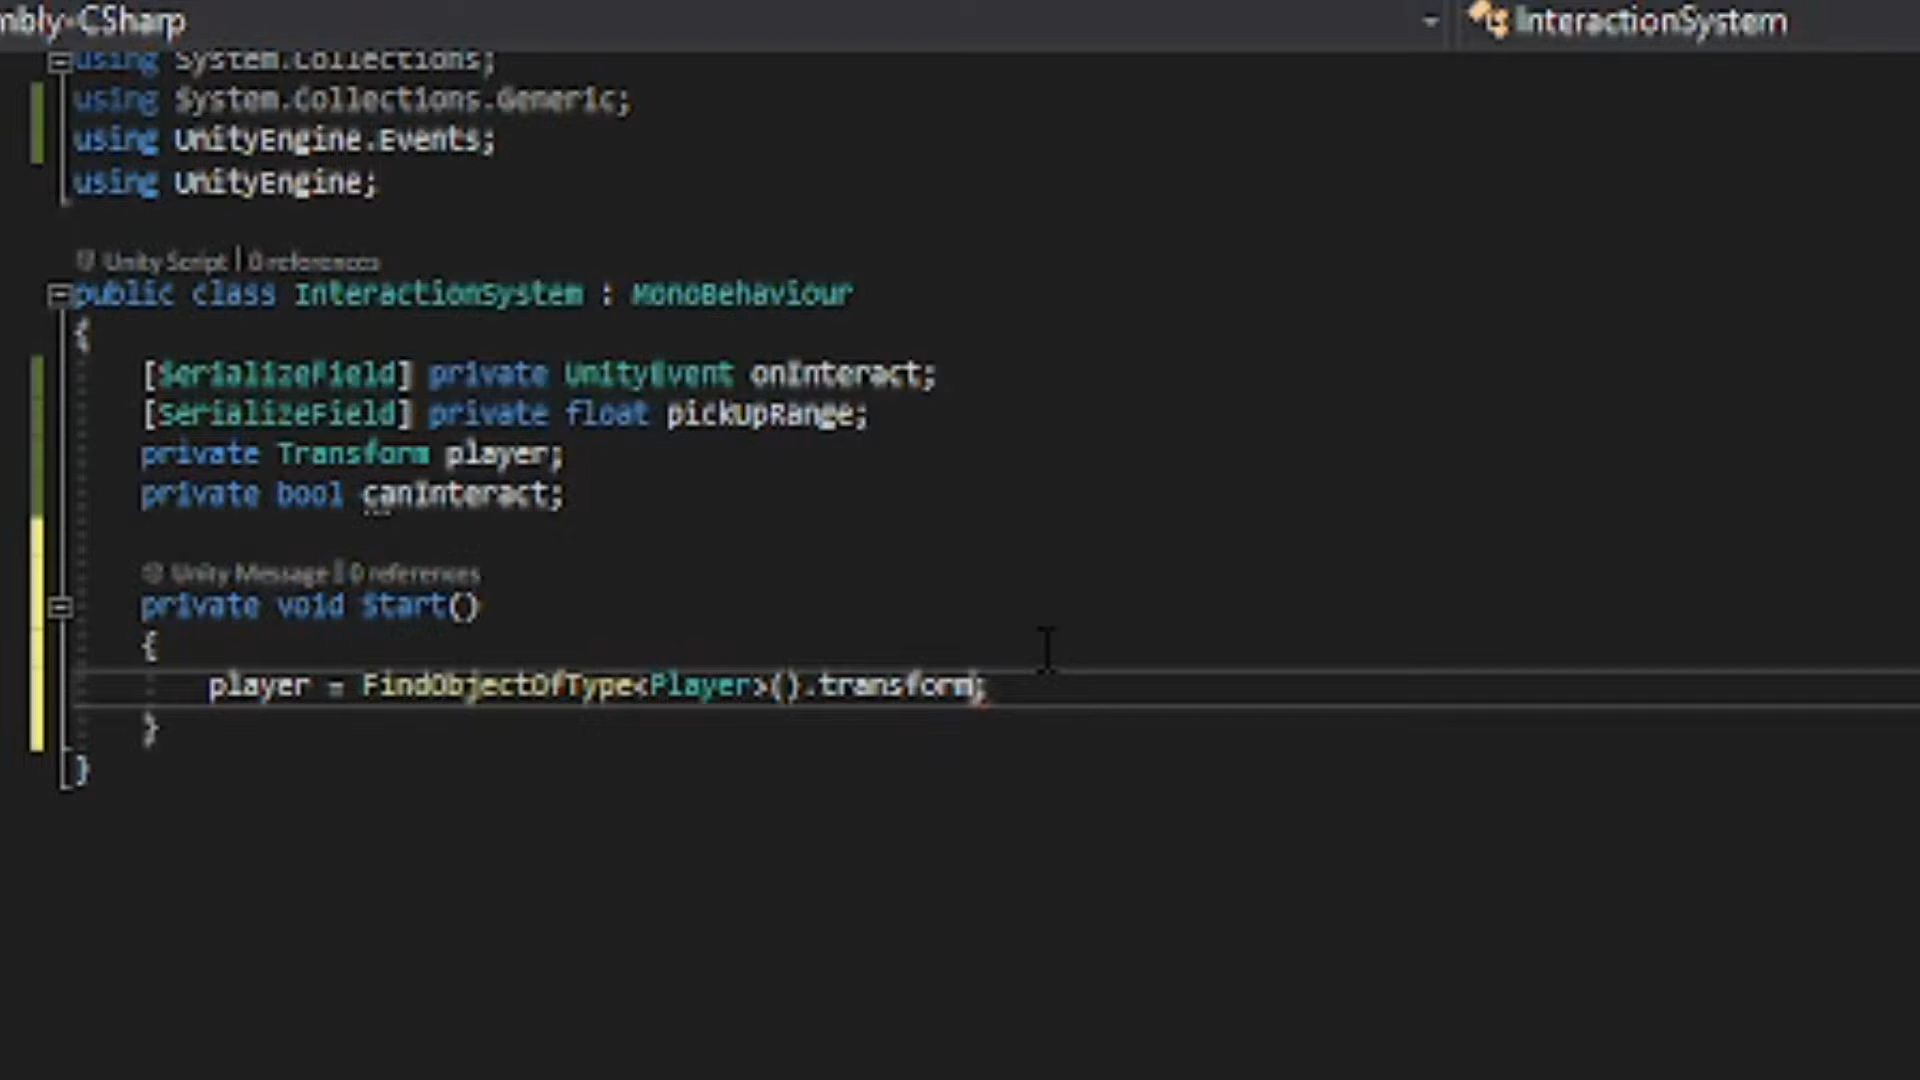 mbly-CSharp InteractionSystem
using System.Collections;
using System.Collections.Generic;
using UnityEngine.Events;
using UnityEngine;
Unity Script | 0 references
public class InteractionSystem : MonoBehaviour
{
[SerializeField] private UnityEvent onInteract;
[SerializeField] private float pickUpRange;
private Transform player;
private bool canInteract;
Unity Message | 0 references
private void Start()
{
player = FindObjectOfType<Player>().transform;
}
}